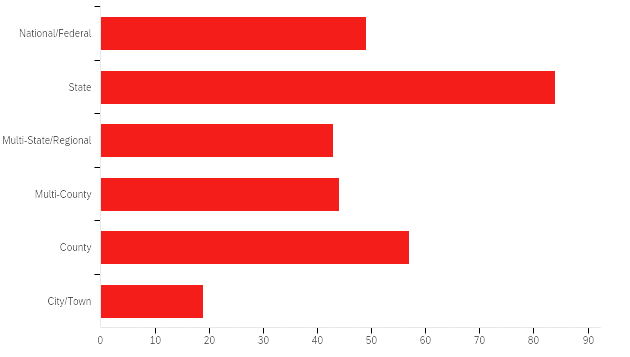 National/Federal
State
Multi-State/Regional
Multi-County
County
City/Town
0 10 20 30 40 50 60 70 80 90